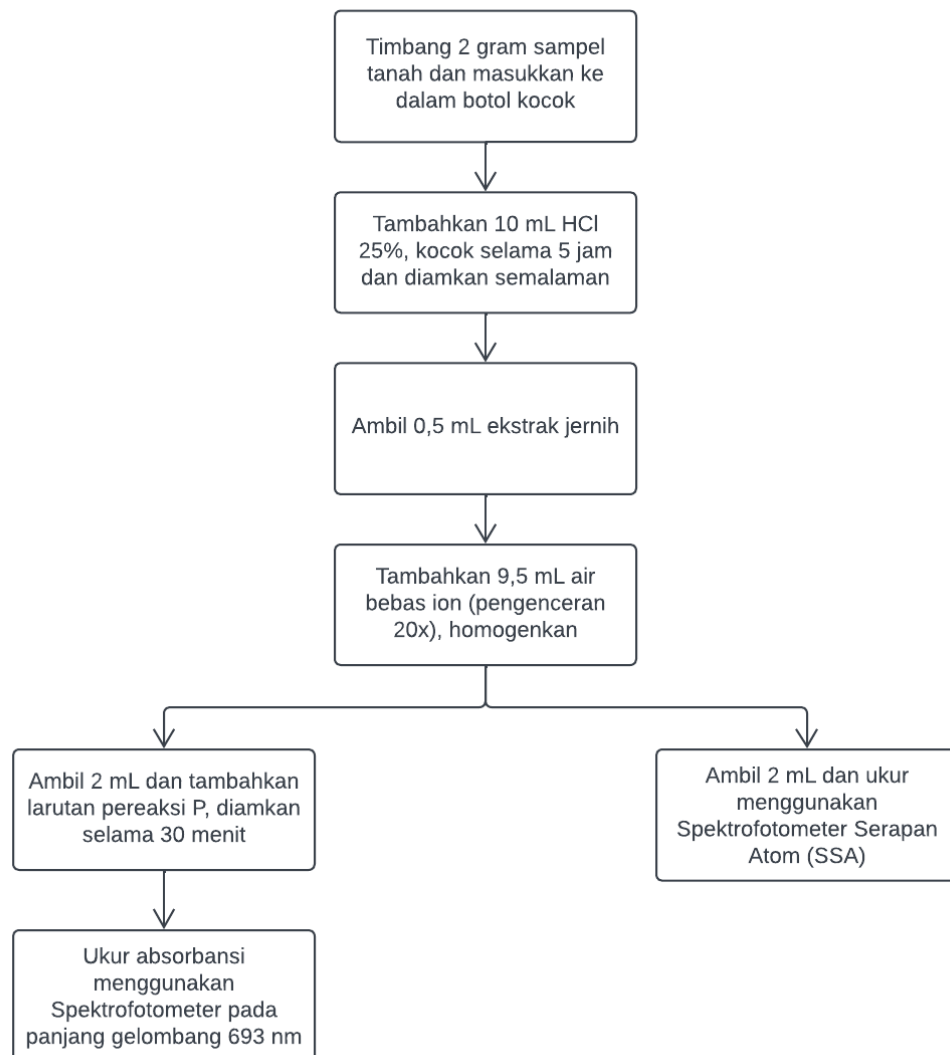 Timbang 2 gram sampel
tanah dan masukkan ke
dalam botol kocok
Tambahkan 10 mL HCl
25%, kocok selama 5 jam
dan diamkan semalaman
Ambil 0,5 mL ekstrak jernih
Tambahkan 9,5 mL air
bebas ion (pengenceran
20x), homogenkan
Ambil 2 mL dan tambahkan
larutan pereaksi P, diamkan
selama 30 menit
Ukur absorbansi
menggunakan
Spektrofotometer pada
panjang gelombang 693 nm
Ambil 2 mL dan ukur
menggunakan
Spektrofotometer Serapan
Atom (SSA)